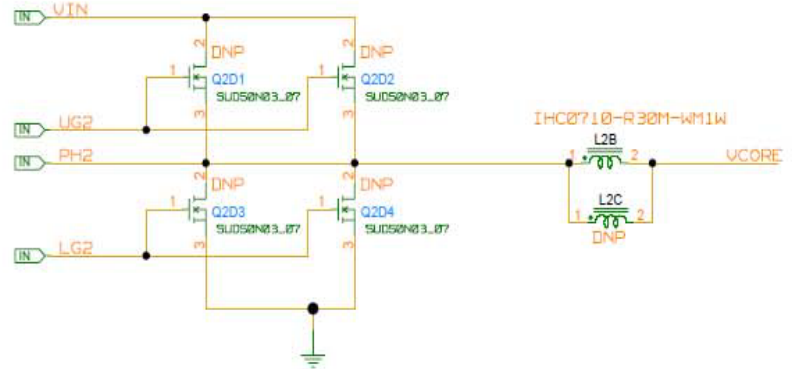 IN VIN
2 2
DNP DNP
1 Q2D1 1 Q2D2
SUD50N03_07 SUD50N03_07
3 3
IHC0710-R30M-WM1W
IN UG2
L2B
IN PH2
1 2 VCORE
2 2
DNP DNP
L2C
1 Q2D3 1 Q2D4
1 2
SUD50N03_07 SUD50N03_07
DNP
3 3
IN LG2